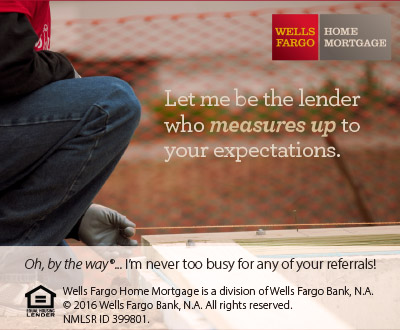 WELLS
FARGO
HOME
MORTGAGE
Let me be the lender
who measures up to
your expectations.
Oh, by the way®... I'm never too busy for any of your referrals!
Wells Fargo Home Mortgage is a division of Wells Fargo Bank, N.A.
© 2016 Wells Fargo Bank, N.A. All rights reserved.
NMLSR ID 399801.
EQUAL HOUSING
LENDER